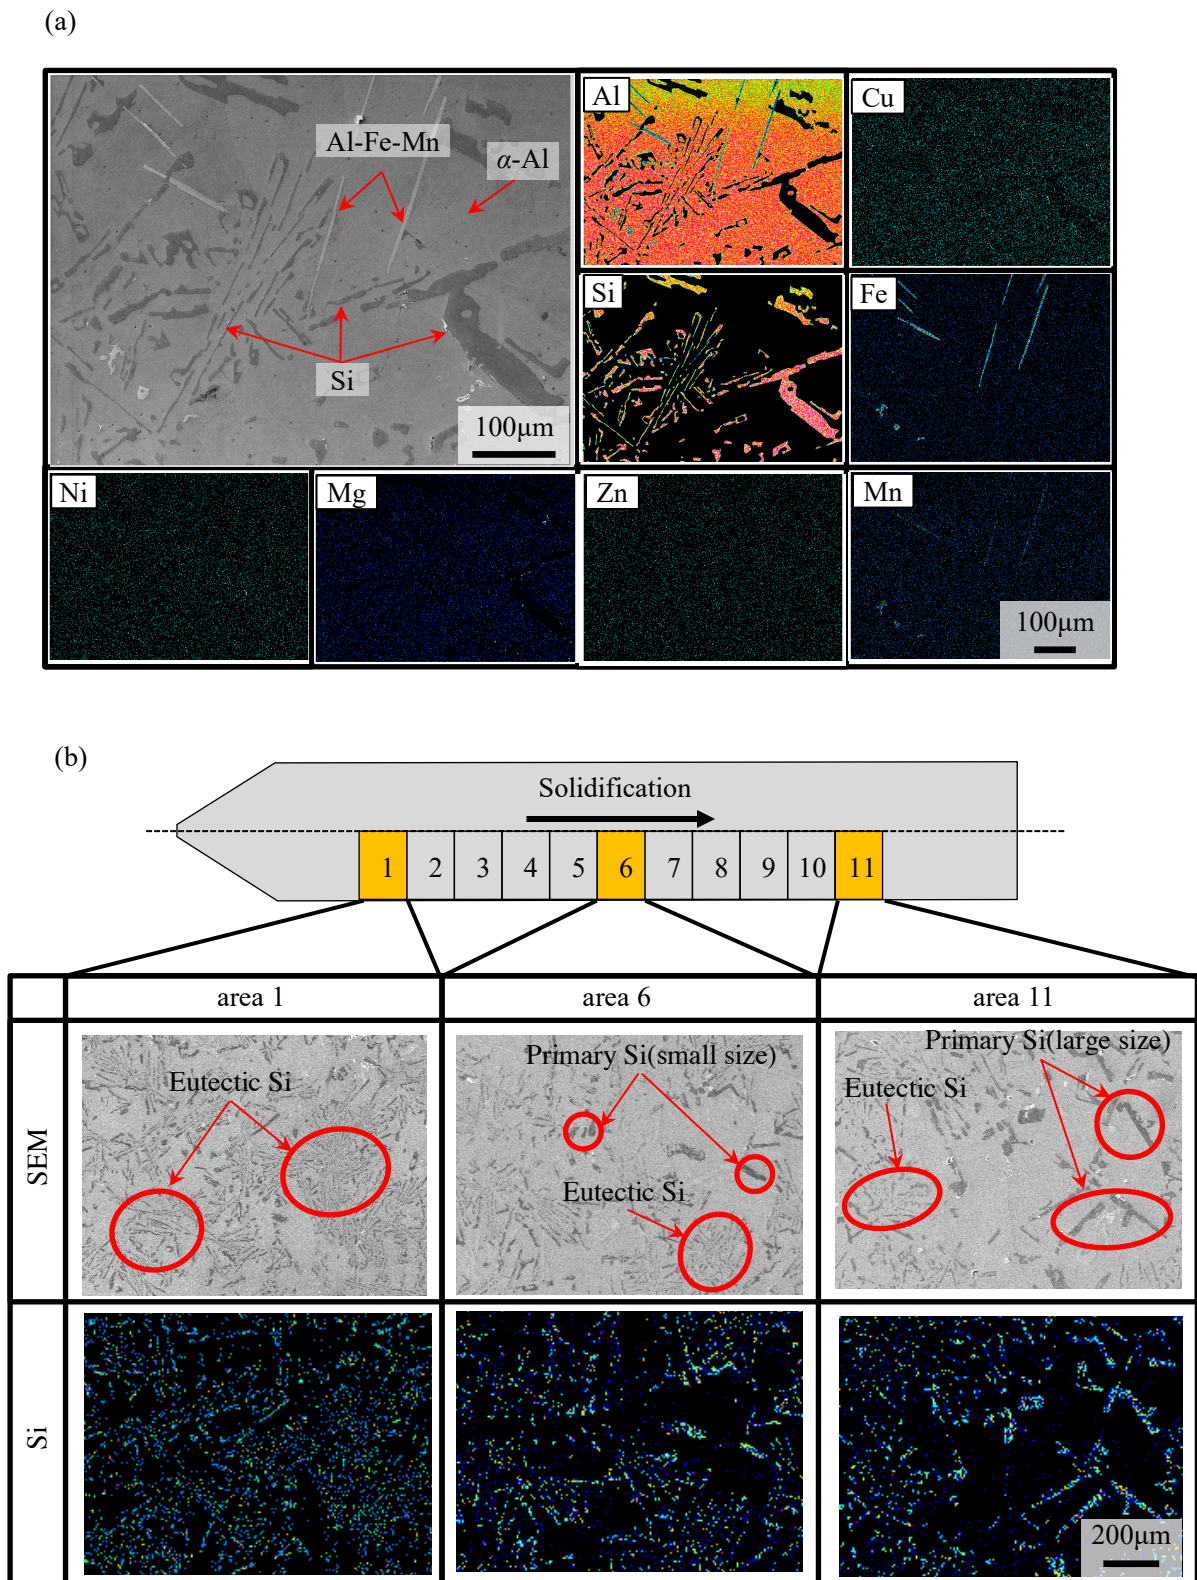 (a)
Al-Fe-Mn
α-Al
Si
100μm
Al
Cu
Si
Fe
Ni
Mg
Zn
Mn
100μm
(b)
Solidification
1 2 3 4 5 6 7 8 9 10 11
area 1 area 6 area 11
SEM
Eutectic Si
Primary Si(small size)
Eutectic Si
Primary Si(large size)
Eutectic Si
Si
200μm